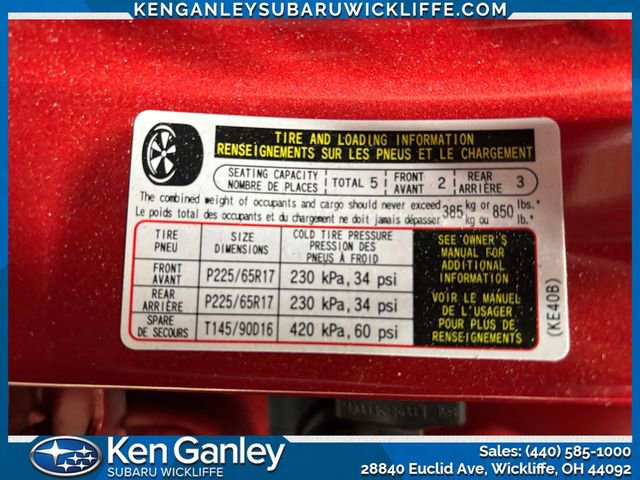 KENGANLEYSUBARUWICKLIFFE.COM
TIRE AND LOADING INFORMATION
RENSEIGNEMENTS SUR LES PNEUS ET LE CHARGEMENT
SEATING CAPACITY
NOMBRE DE PLACES
TOTAL 5
FRONT
AVANT
2
REAR
ARRIÈRE
3
The combined weight of occupants and cargo should never exceed 385 kg or 850 lbs.*
Le poids total des occupants et du chargement ne doit jamais dépasser kg ou lb.*
TIRE
PNEU
SIZE
DIMENSIONS
COLD TIRE PRESSURE
PRESSION DES
PNEUS À FROID
FRONT
AVANT
P225/65R17
230 kPa, 34 psi
REAR
ARRIÈRE
P225/65R17
230 kPa, 34 psi
SPARE
DE SECOURS
T145/90D16
420 kPa, 60 psi
SEE OWNER'S
MANUAL FOR
ADDITIONAL
INFORMATION
VOIR LE MANUEL
DE L'USAGER
POUR PLUS DE
RENSEIGNEMENTS
(KE40B)
Ken Ganley
SUBARU WICKLIFFE
Sales: (440) 585-1000
28840 Euclid Ave, Wickliffe, OH 44092